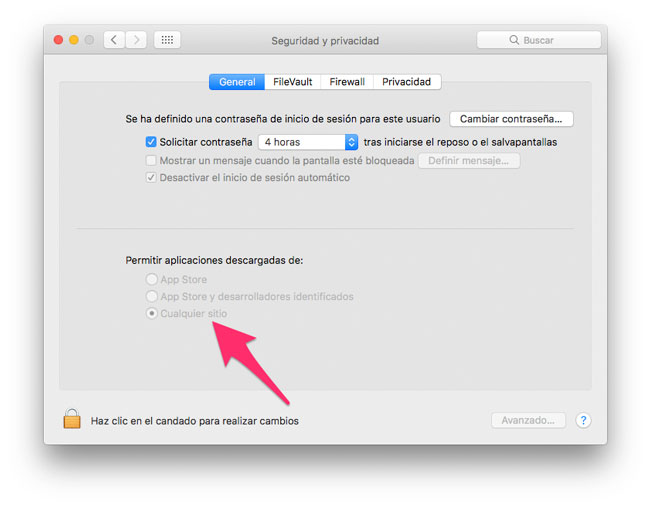 Seguridad y privacidad
Buscar
General FileVault Firewall Privacidad
Se ha definido una contraseña de inicio de sesión para este usuario Cambiar contraseña...
Solicitar contraseña 4 horas tras iniciarse el reposo o el salvapantallas
Mostrar un mensaje cuando la pantalla esté bloqueada Definir mensaje...
Desactivar el inicio de sesión automático
Permitir aplicaciones descargadas de:
App Store
App Store y desarrolladores identificados
Cualquier sitio
Haz clic en el candado para realizar cambios
Avanzado... ?